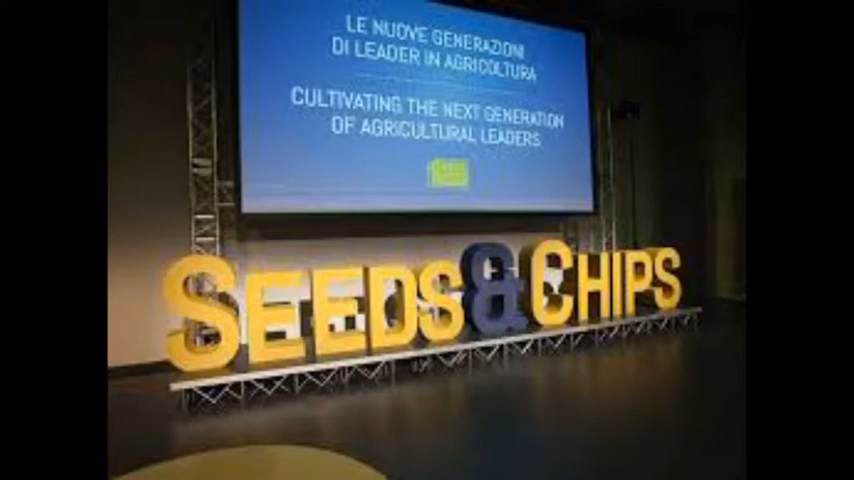 LE NUOVE GENERAZIONI
DI LEADER IN AGRICOLTURA
CULTIVATING THE NEXT GENERATION
OF AGRICULTURAL LEADERS
SEEDS&CHIPS